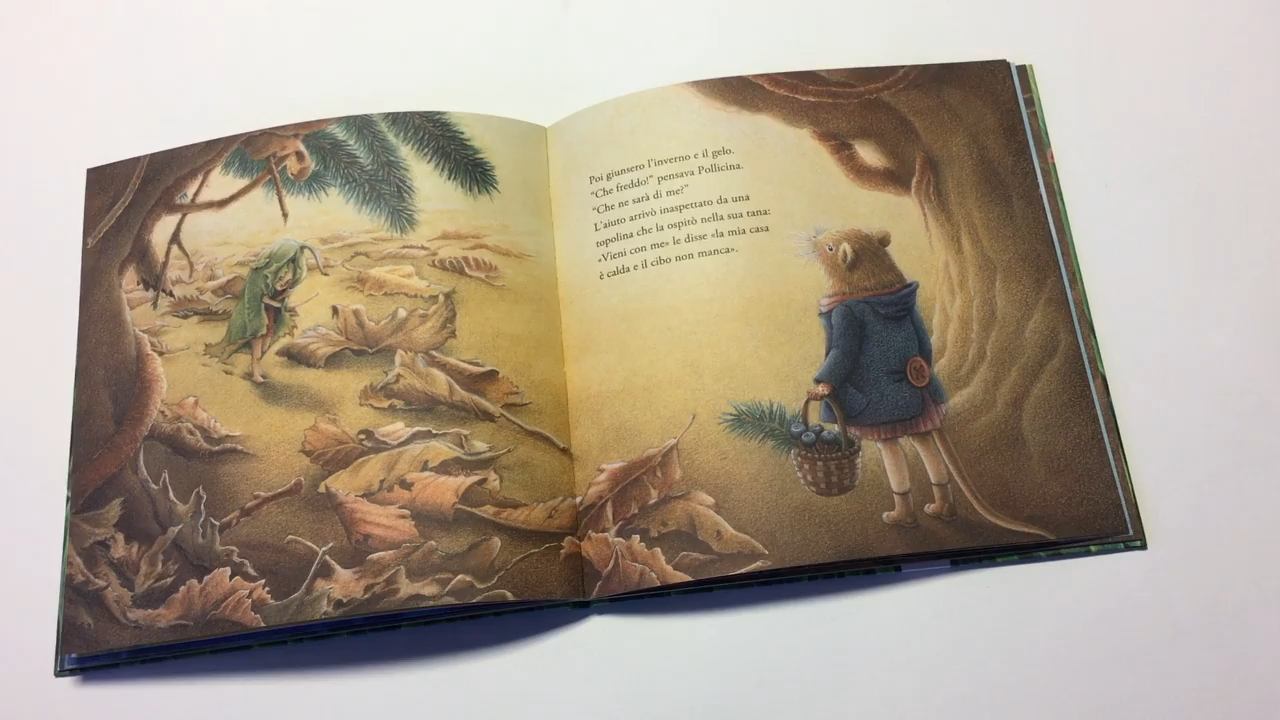 Poi giunsero l'inverno e il gelo.
"Che freddo!" pensava Pollicina.
"Che ne sarà di me?"
L'aiuto arrivò inaspettato da una
topolina che la ospitò nella sua tana:
«Vieni con me» le disse «la mia casa
è calda e il cibo non manca».